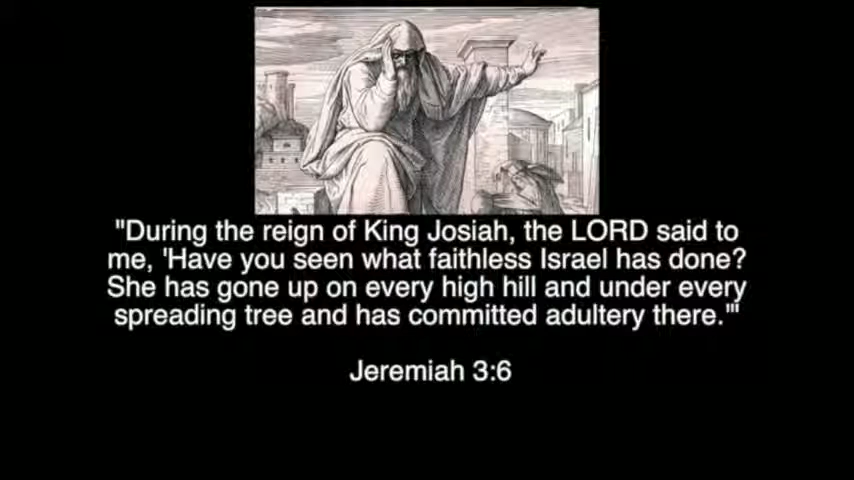 "During the reign of King Josiah, the LORD said to
me, 'Have you seen what faithless Israel has done?
She has gone up on every high hill and under every
spreading tree and has committed adultery there.'"
Jeremiah 3:6